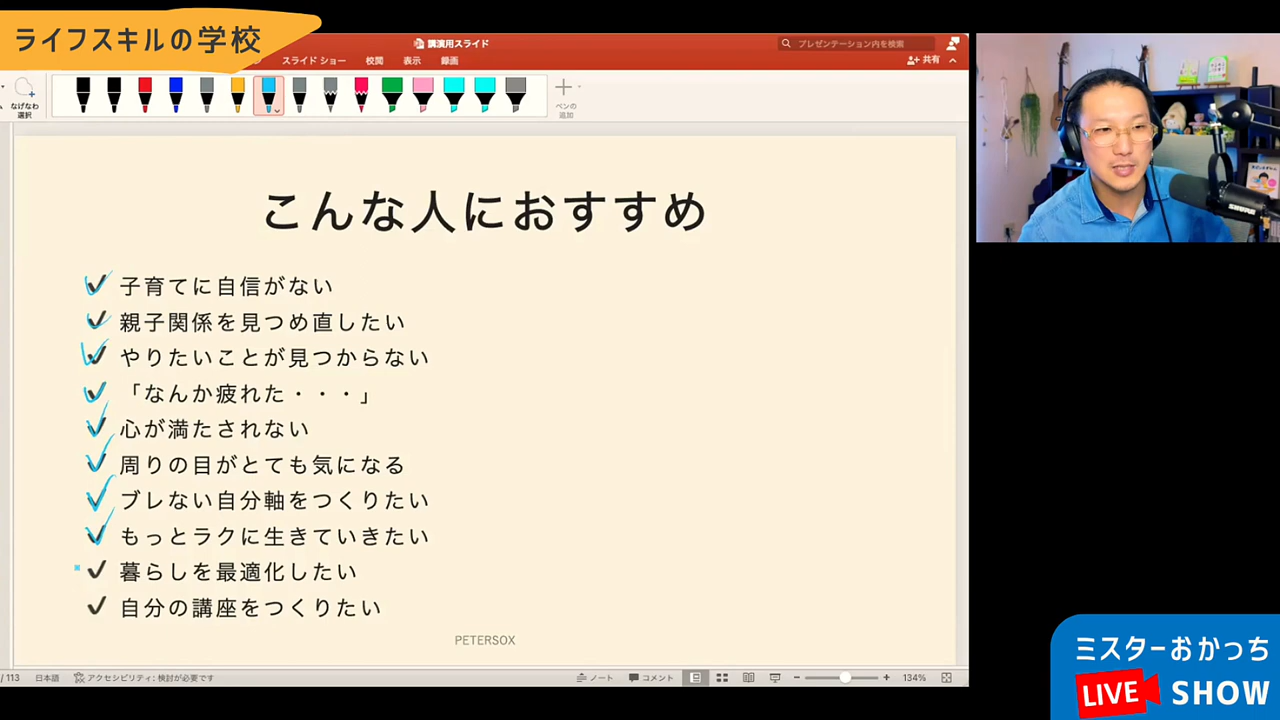 ライフスキルの学校
講演用スライド
プレゼンテーション内を検索
スライド ショー 校閲 表示 録画
共有
なげなわ
選択
ペンの
追加
こんな人におすすめ
✓ 子育てに自信がない
✓ 親子関係を見つめ直したい
✓ やりたいことが見つからない
✓ 「なんか疲れた・・・」
✓ 心が満たされない
✓ 周りの目がとても気になる
✓ ブレない自分軸をつくりたい
✓ もっとラクに生きていきたい
✓ 暮らしを最適化したい
✓ 自分の講座をつくりたい
PETERSOX
/ 113 日本語 アクセシビリティ: 検討が必要です ノート コメント 134%
SHURE
ミスターおかっち
LIVE SHOW